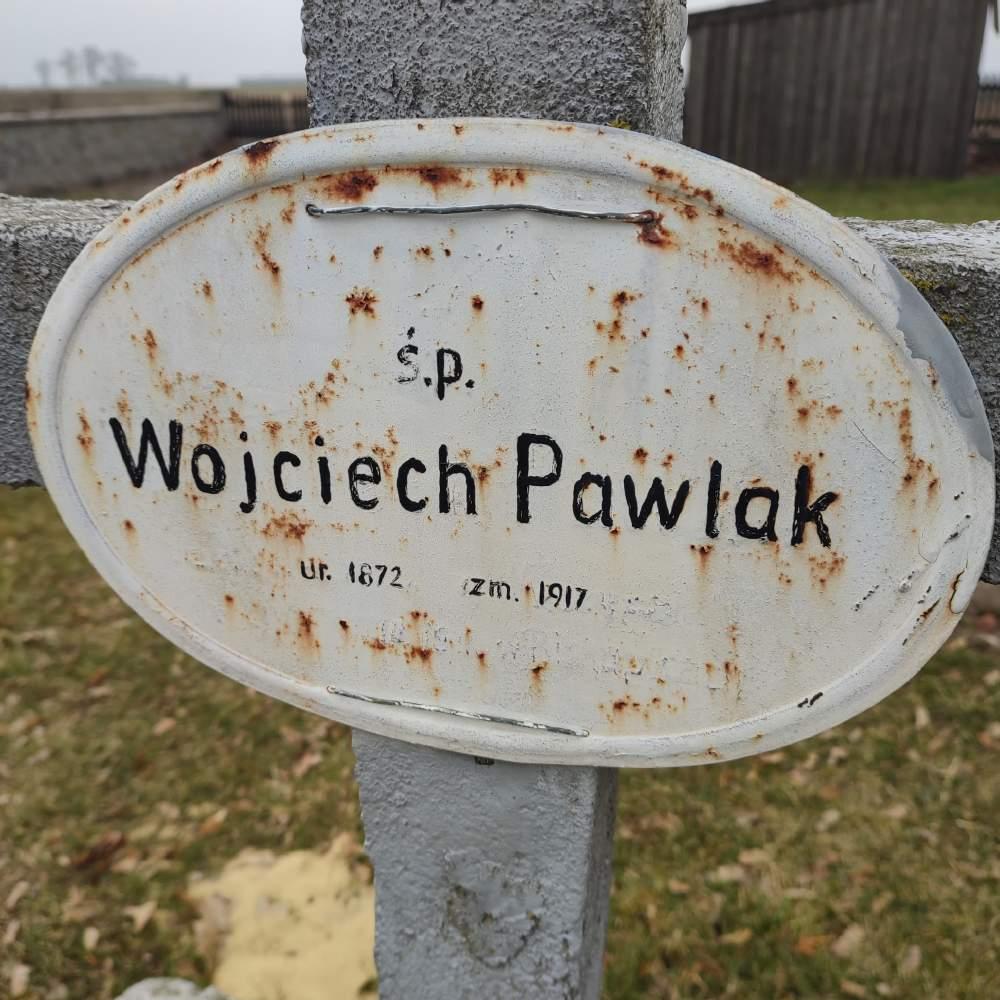 ś.p.
Wojciech Pawlak
ur. 1872 zm. 1917